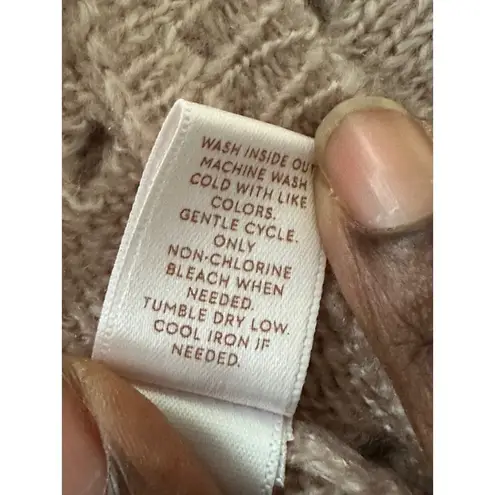 WASH INSIDE OUT
MACHINE WASH
COLD WITH LIKE
COLORS.
GENTLE CYCLE.
ONLY
NON-CHLORINE
BLEACH WHEN
NEEDED.
TUMBLE DRY LOW.
COOL IRON IF
NEEDED.